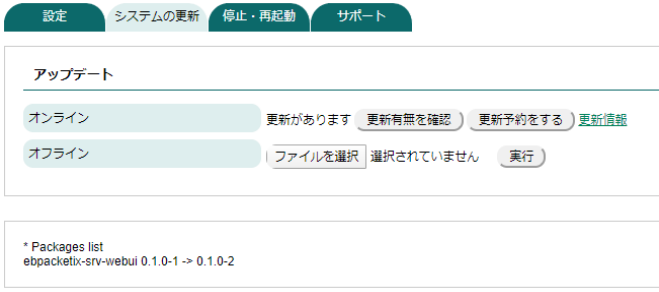 設定 システムの更新 停止・再起動 サポート
アップデート
オンライン 更新があります 更新有無を確認 更新予約をする 更新情報
オフライン ファイルを選択 選択されていません 実行
* Packages list
ebpacketix-srv-webui 0.1.0-1 -> 0.1.0-2